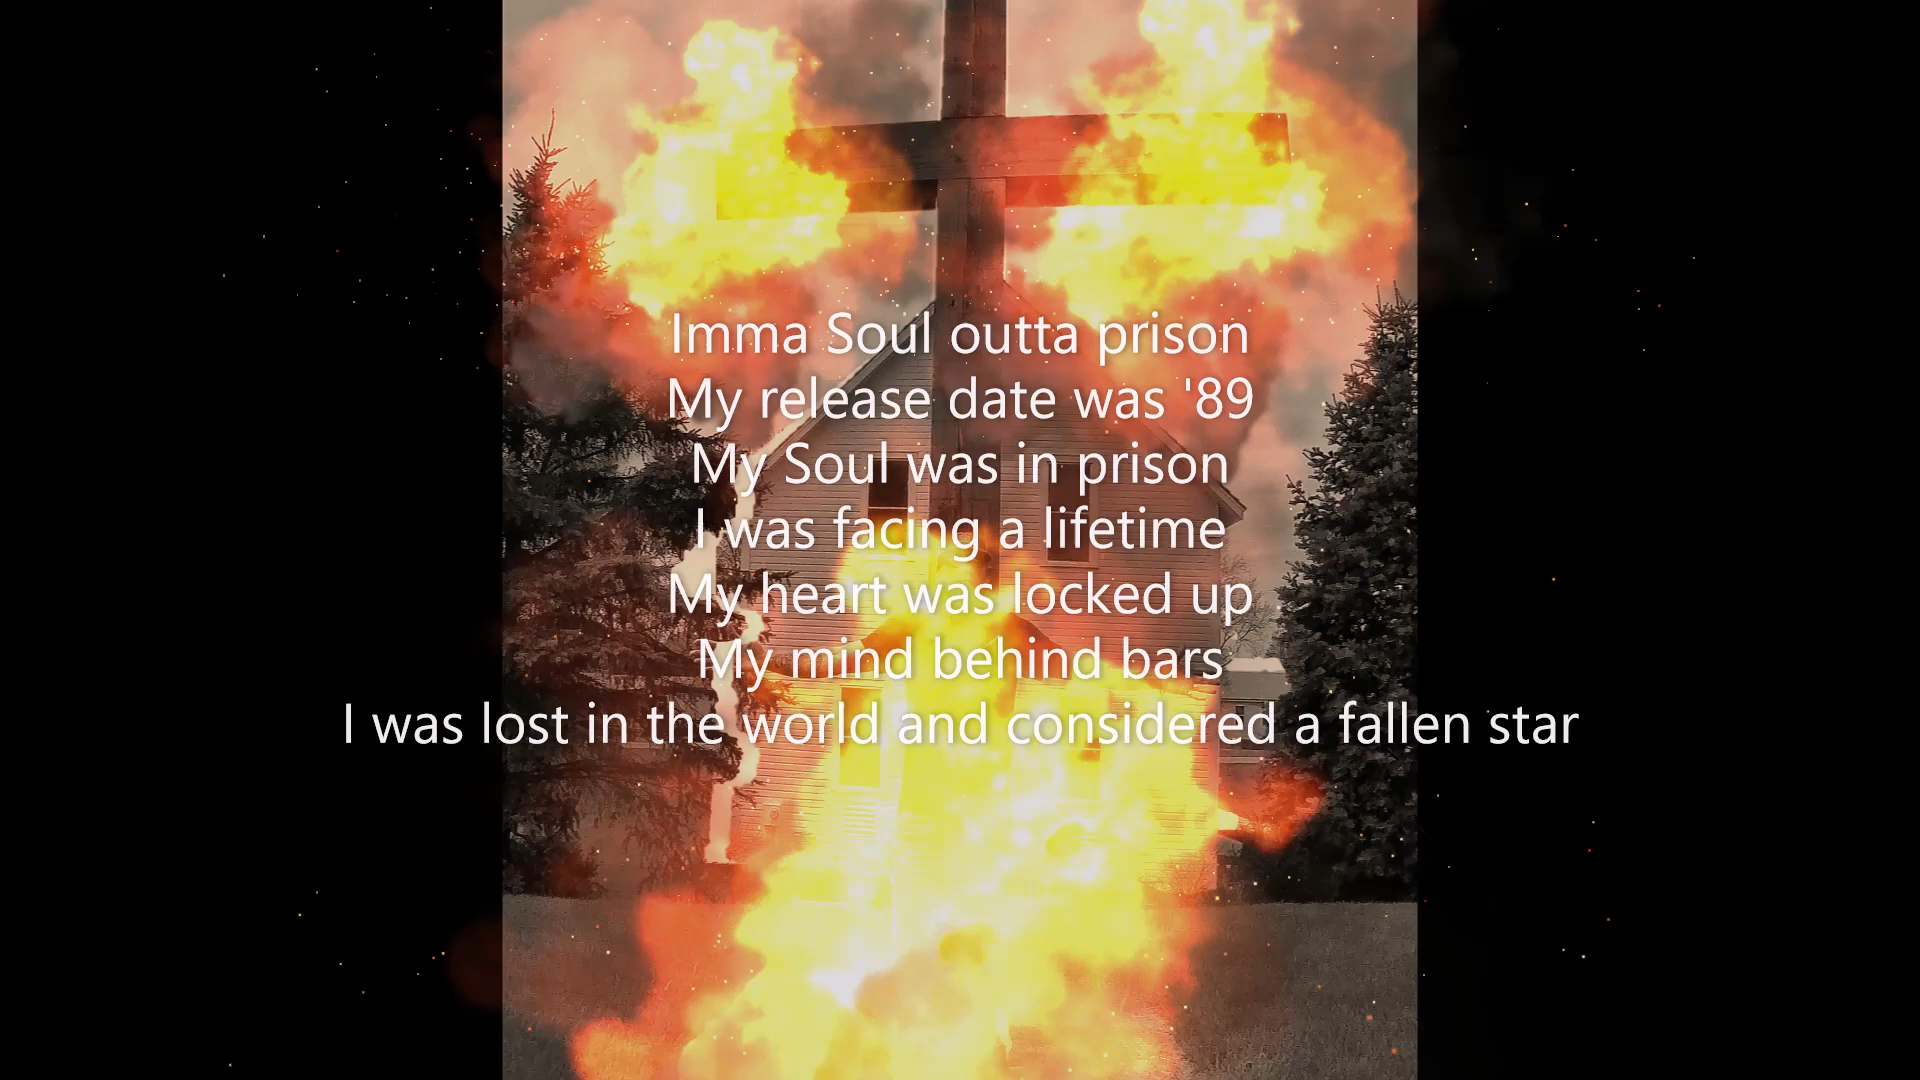 Imma Soul outta prison
My release date was '89
My Soul was in prison
I was facing a lifetime
My heart was locked up
My mind behind bars
I was lost in the world and considered a fallen star